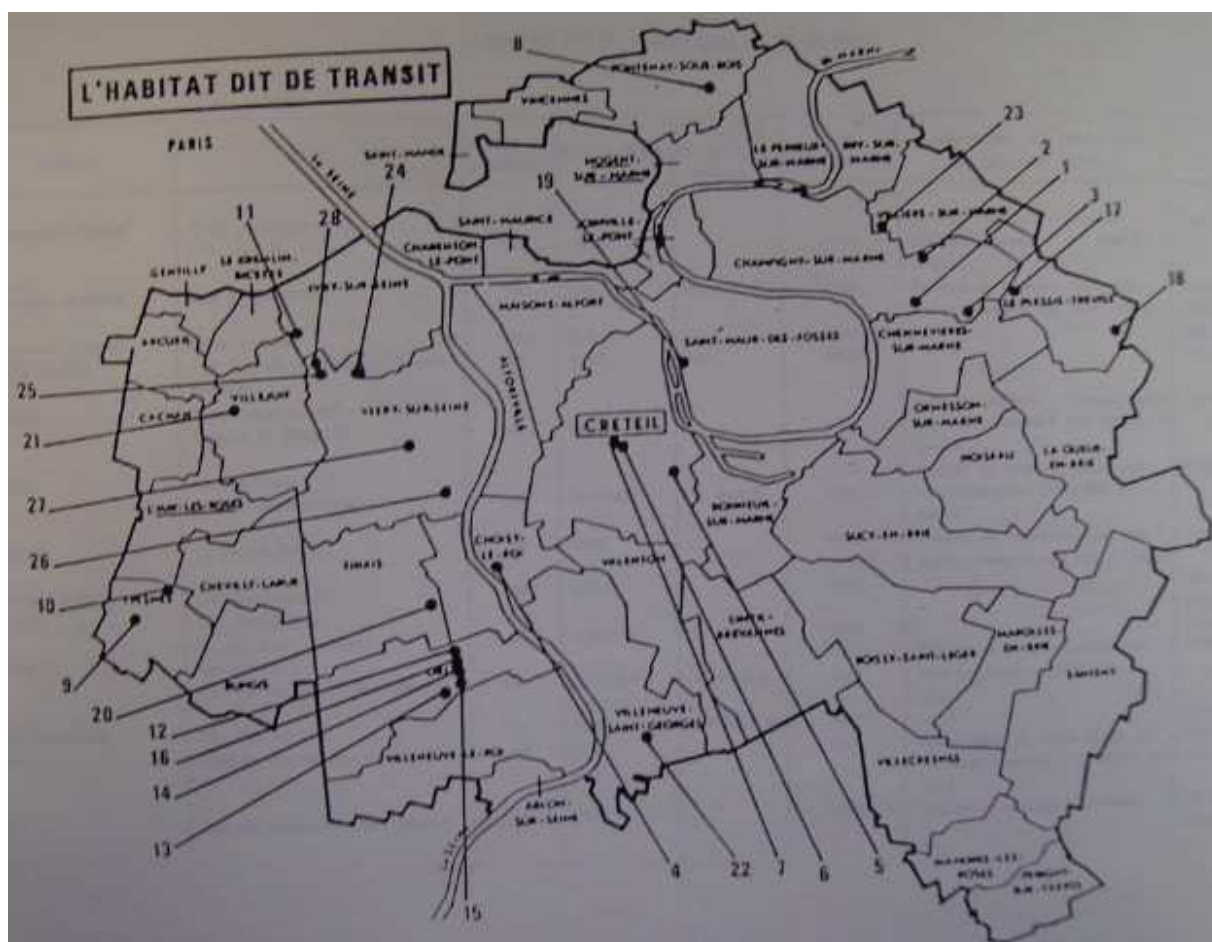 L'HABITAT DIT DE TRANSIT
8
FONTENAY-SOUS-BOIS
MARNE
VINCENNES
PARIS
23
LA SEINE
SAINT-MANDE
24
NOGENT
SUR-MARNE
LE PERREUX
SUR-MARNE
BRY-SUR-
MARNE
2
1
19
VILLIERS-SUR-MARNE
3
11
28
SAINT-MAURICE
JOINVILLE-
LE-PONT
17
CHARENTON
LE-PONT
CHAMPIGNY-SUR-MARNE
GENTILLY
LE KREMLIN-
BICETRE
IVRY-SUR-SEINE
MAISONS-ALFORT
LE PLESSIS-TREVISE
18
ARCUEIL
CHENNEVIERES-
SUR-MARNE
SAINT-MAUR-DES-FOSSES
25
VILLEJUIF
CACHAN
VITRY-SUR-SEINE
ALFORTVILLE
ORMESSON-
SUR-MARNE
21
CRETEIL
NOISEAU
LA QUEUE-
EN-BRIE
27
L'HAY-LES-ROSES
BONNEUIL-
SUR-MARNE
26
CHOISY-
LE-ROI
SUCY-EN-BRIE
THIAIS
VALENTON
CHEVILLY-LARUE
10
FRESNES
LIMEIL-
BREVANNES
9
BOISSY-SAINT-LEGER
MAROLLES-
EN-BRIE
SANTENY
RUNGIS
ORLY
20
12
VILLENEUVE-
SAINT-GEORGES
16
VILLENEUVE-LE-ROI
VILLECRESNES
14
ABLON-
SUR-SEINE
13
LA SEINE
4
22
7
6
5
MANDRES-LES-
ROSES
PERIGNY-
SUR-YERRES
15